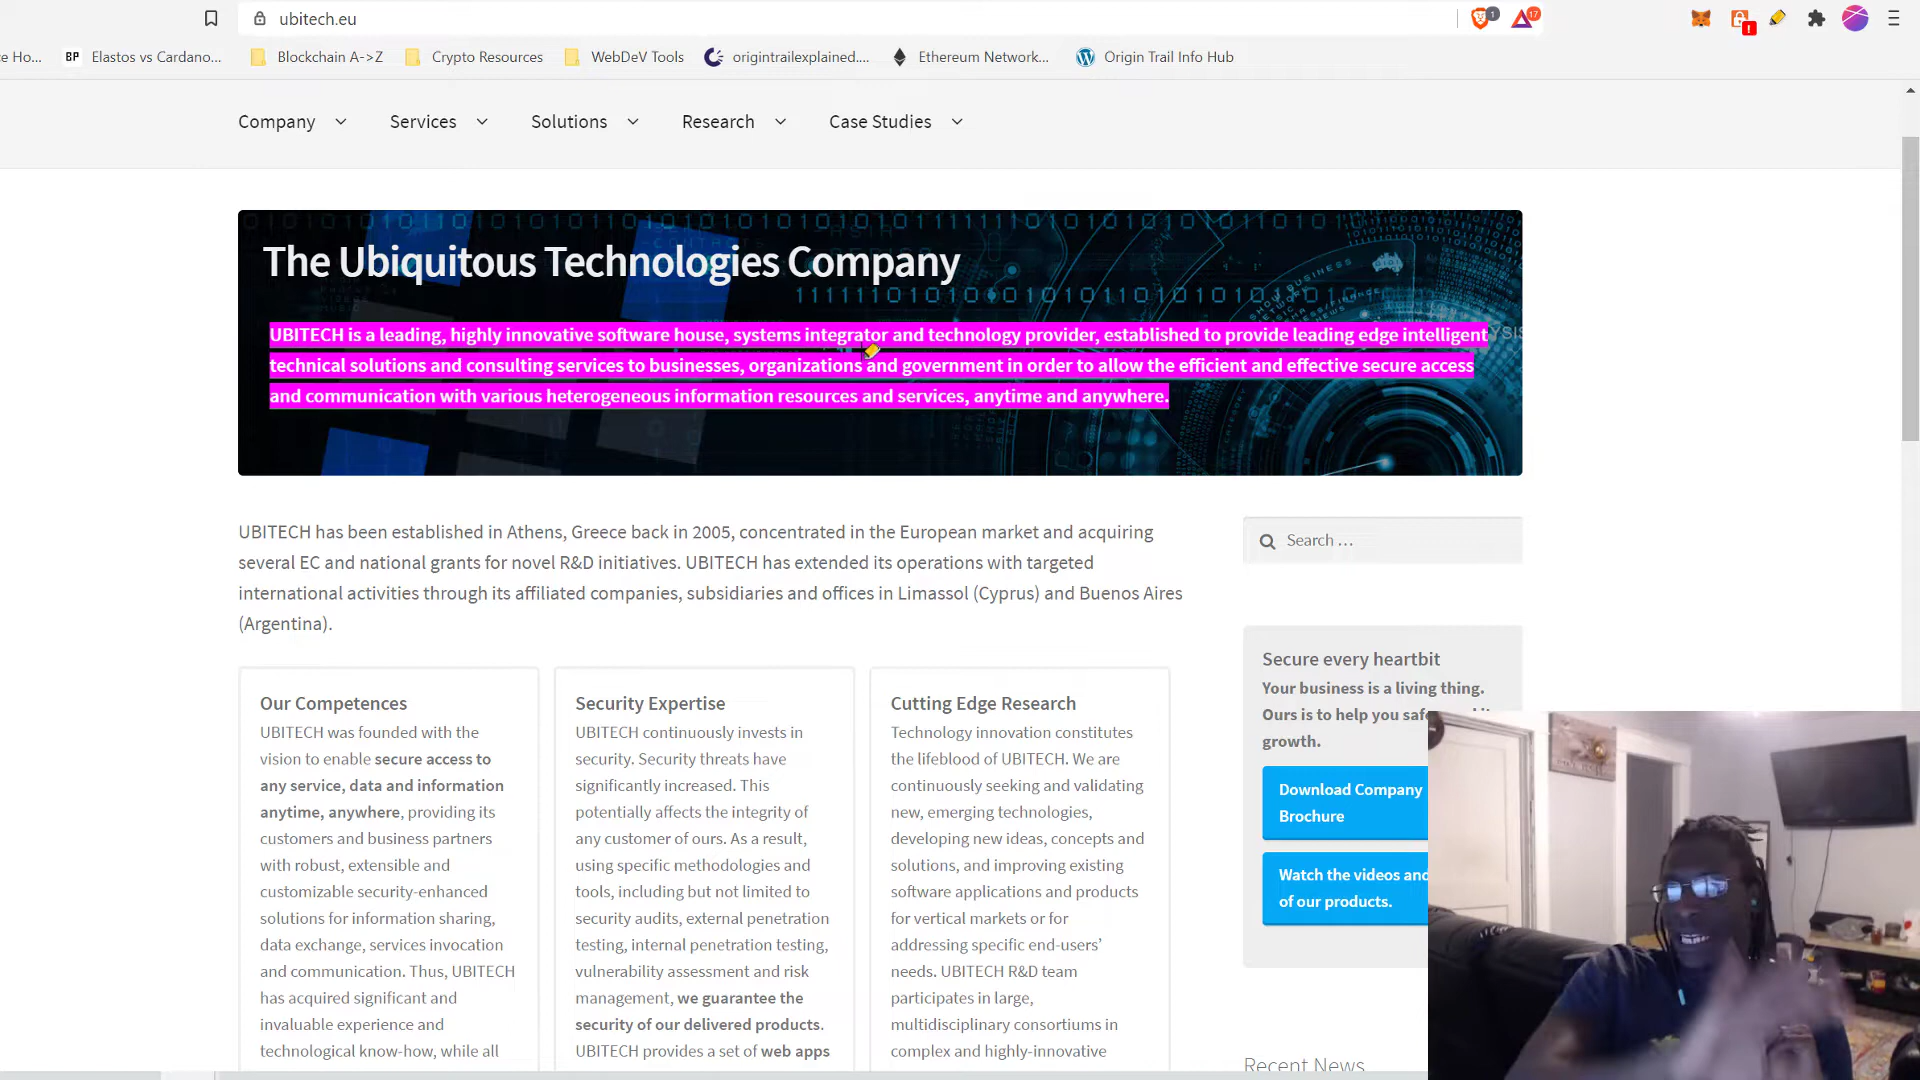 ubitech.eu
1
17
ce Ho...
BP Elastos vs Cardano...
Blockchain A->Z
Crypto Resources
WebDeV Tools
origintrailexplained....
Ethereum Network...
Origin Trail Info Hub
Company
Services
Solutions
Research
Case Studies
The Ubiquitous Technologies Company
UBITECH is a leading, highly innovative software house, systems integrator and technology provider, established to provide leading edge intelligent
technical solutions and consulting services to businesses, organizations and government in order to allow the efficient and effective secure access
and communication with various heterogeneous information resources and services, anytime and anywhere.
UBITECH has been established in Athens, Greece back in 2005, concentrated in the European market and acquiring
several EC and national grants for novel R&D initiatives. UBITECH has extended its operations with targeted
international activities through its affiliated companies, subsidiaries and offices in Limassol (Cyprus) and Buenos Aires
(Argentina).
Our Competences
UBITECH was founded with the
vision to enable secure access to
any service, data and information
anytime, anywhere, providing its
customers and business partners
with robust, extensible and
customizable security-enhanced
solutions for information sharing,
data exchange, services invocation
and communication. Thus, UBITECH
has acquired significant and
invaluable experience and
technological know-how, while all
Security Expertise
UBITECH continuously invests in
security. Security threats have
significantly increased. This
potentially affects the integrity of
any customer of ours. As a result,
using specific methodologies and
tools, including but not limited to
security audits, external penetration
testing, internal penetration testing,
vulnerability assessment and risk
management, we guarantee the
security of our delivered products.
UBITECH provides a set of web apps
Cutting Edge Research
Technology innovation constitutes
the lifeblood of UBITECH. We are
continuously seeking and validating
new, emerging technologies,
developing new ideas, concepts and
solutions, and improving existing
software applications and products
for vertical markets or for
addressing specific end-users'
needs. UBITECH R&D team
participates in large,
multidisciplinary consortiums in
complex and highly-innovative
Search …
Secure every heartbit
Your business is a living thing.
Ours is to help you safe
growth.
Download Company
Brochure
Watch the videos and
of our products.
Recent News